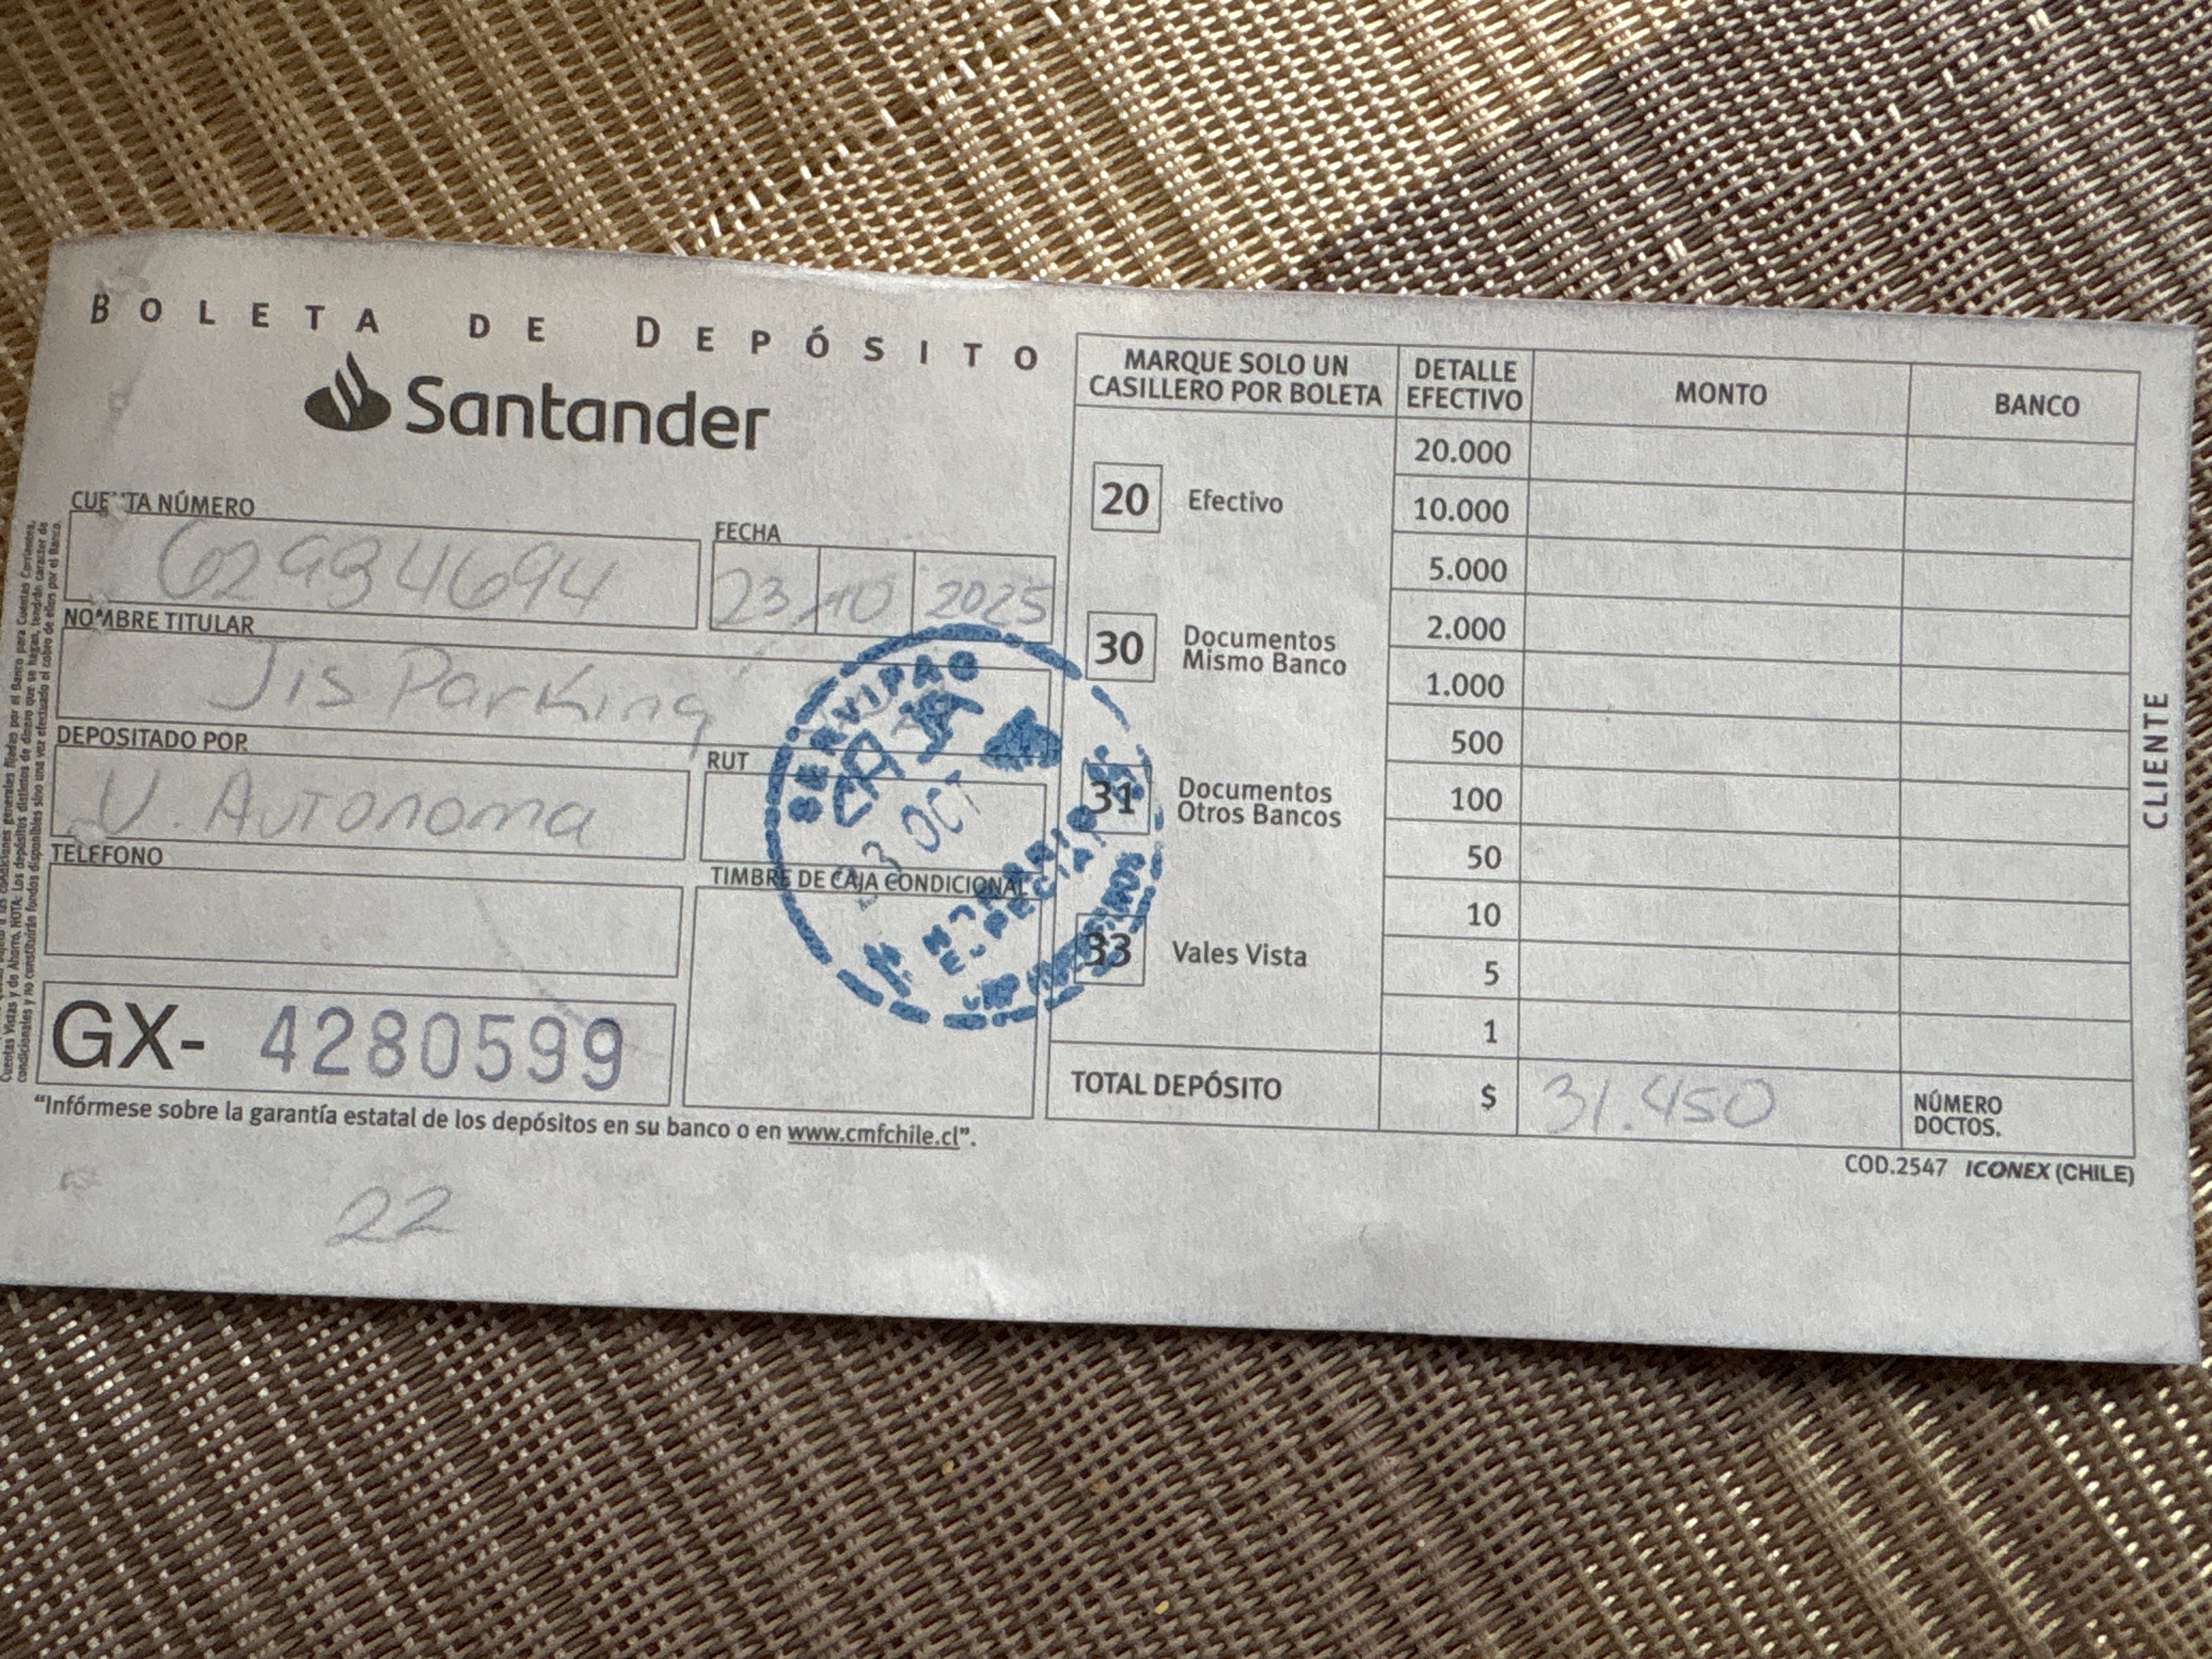 BOLETA DE DEPÓSITO
Santander
CUENTA NÚMERO
62984694
FECHA
23 10 2025
NOMBRE TITULAR
Jis Parking
DEPOSITADO POR
U. Autonoma
RUT
TELEFONO
TIMBRE DE CAJA CONDICIONAL
GX- 4280599
"Infórmese sobre la garantía estatal de los depósitos en su banco o en www.cmfchile.cl".
22
SERVIPAG
CAJA
23 OCT
MARQUE SOLO UN CASILLERO POR BOLETA
20 Efectivo
30 Documentos Mismo Banco
31 Documentos Otros Bancos
33 Vales Vista
DETALLE EFECTIVO
MONTO
BANCO
20.000
10.000
5.000
2.000
1.000
500
100
50
10
5
1
TOTAL DEPÓSITO $ 31.450
NÚMERO DOCTOS.
CLIENTE
COD.2547 ICONEX (CHILE)